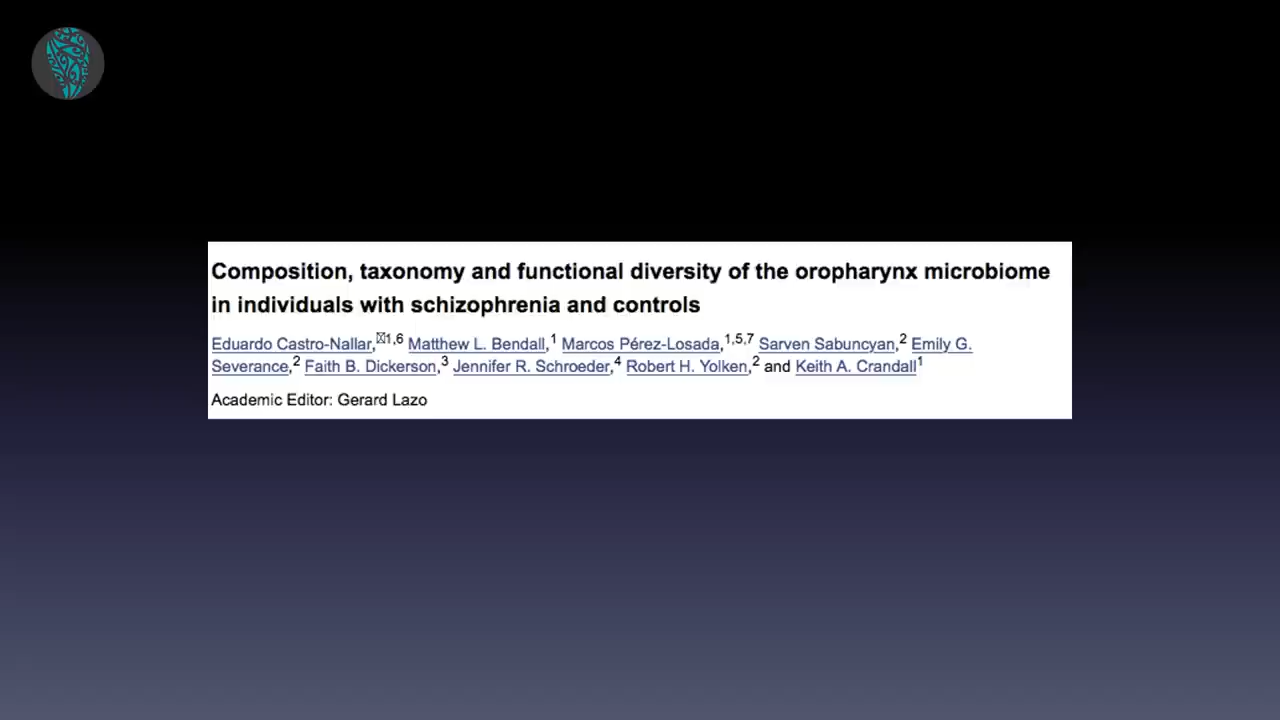 Composition, taxonomy and functional diversity of the oropharynx microbiome
in individuals with schizophrenia and controls
Eduardo Castro-Nallar,1,6 Matthew L. Bendall,1 Marcos Pérez-Losada,1,5,7 Sarven Sabuncyan,2 Emily G.
Severance,2 Faith B. Dickerson,3 Jennifer R. Schroeder,4 Robert H. Yolken,2 and Keith A. Crandall1
Academic Editor: Gerard Lazo